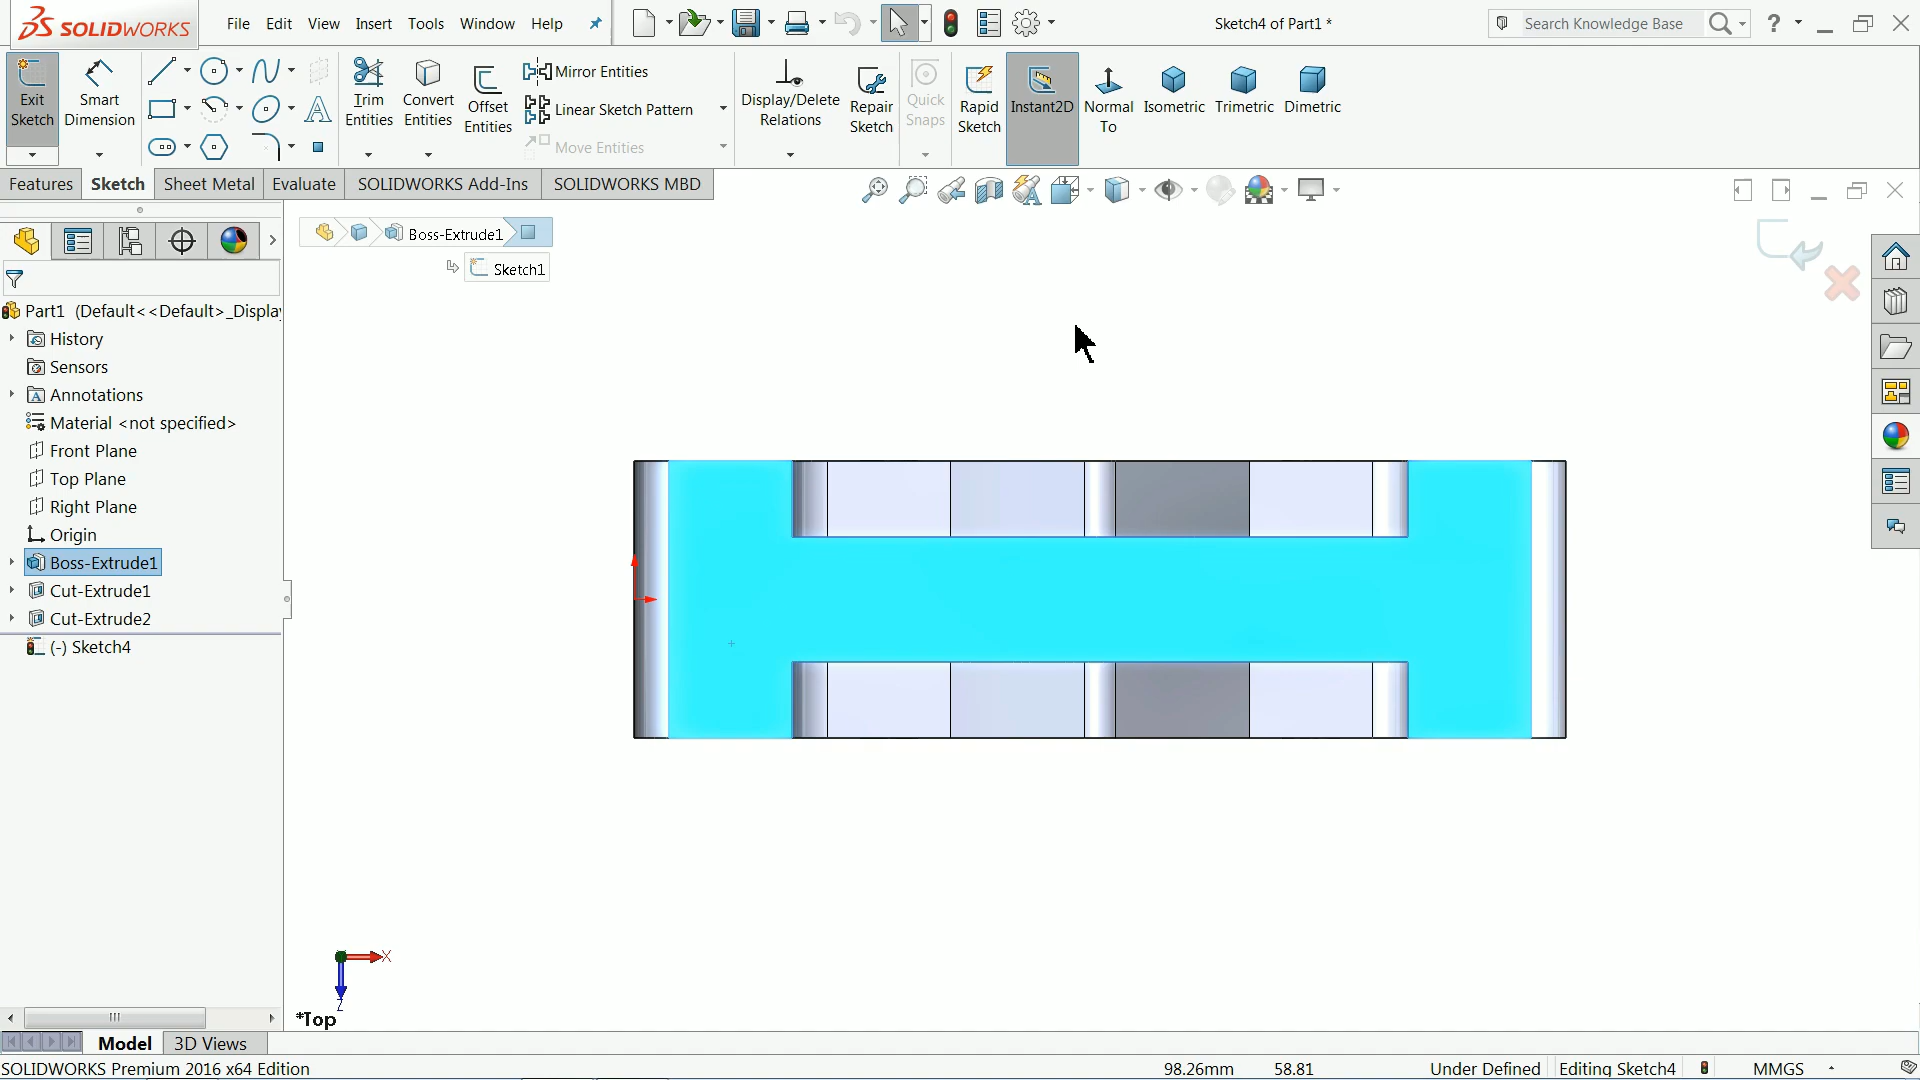 SOLIDWORKS File Edit View Insert Tools Window Help Sketch4 of Part1 * Search Knowledge Base ?
Exit Sketch
Smart Dimension
Trim Entities
Convert Entities
Offset Entities
Mirror Entities
Linear Sketch Pattern
Move Entities
Display/Delete Relations
Repair Sketch
Quick Snaps
Rapid Sketch
Instant2D
Normal To
Isometric
Trimetric
Dimetric
Features Sketch Sheet Metal Evaluate SOLIDWORKS Add-Ins SOLIDWORKS MBD
Boss-Extrude1
Sketch1
Part1 (Default<<Default>_Displa
History
Sensors
Annotations
Material <not specified>
Front Plane
Top Plane
Right Plane
Origin
Boss-Extrude1
Cut-Extrude1
Cut-Extrude2
(-) Sketch4
X
Z
*Top
Model 3D Views
SOLIDWORKS Premium 2016 x64 Edition 98.26mm 58.81 Under Defined Editing Sketch4 MMGS